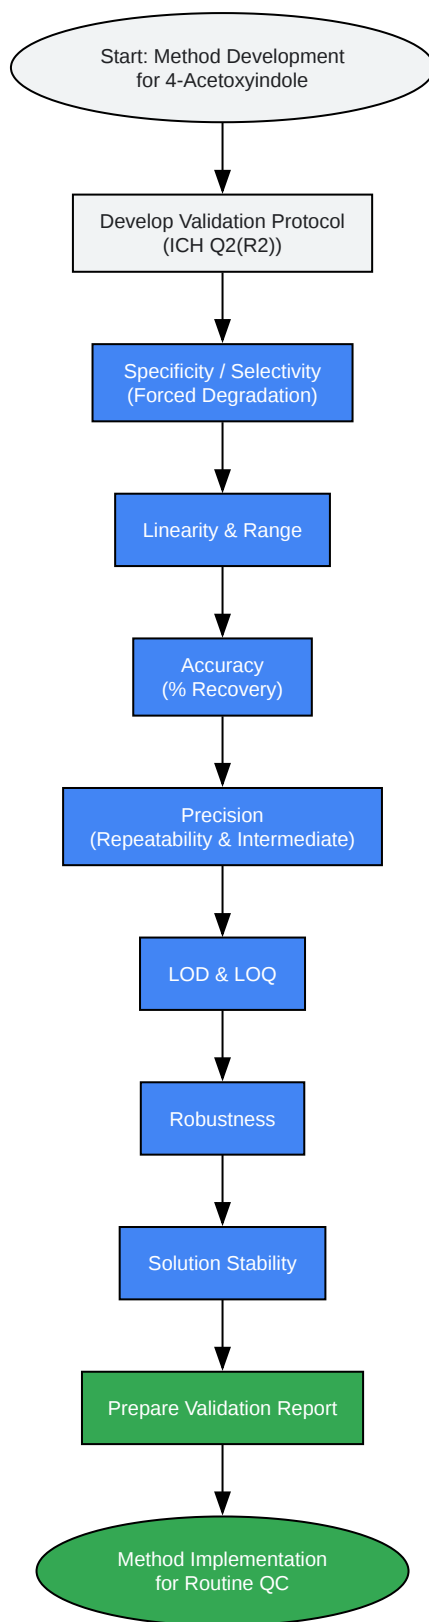 Start: Method Development
for 4-Acetoxyindole
Develop Validation Protocol
(ICH Q2(R2))
Specificity / Selectivity
(Forced Degradation)
Linearity & Range
Accuracy
(% Recovery)
Precision
(Repeatability & Intermediate)
LOD & LOQ
Robustness
Solution Stability
Prepare Validation Report
Method Implementation
for Routine QC